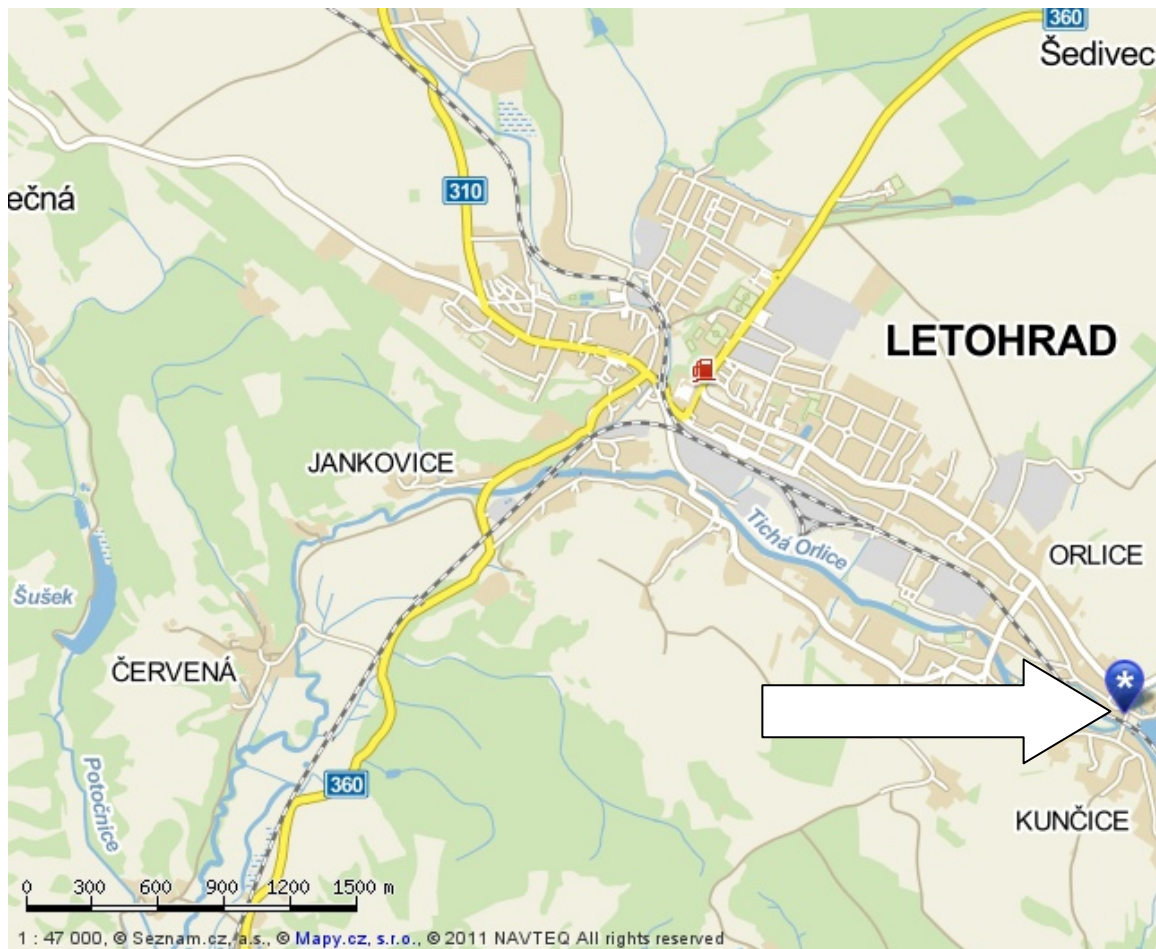 360
Šedivec
ečná
310
LETOHRAD
JANKOVICE
Tichá Orlice
ORLICE
Šušek
ČERVENÁ
*
Potočnice
360
KUNČICE
0 300 600 900 1200 1500 m
1 : 47 000, © Seznam.cz, a.s., © Mapy.cz, s.r.o., © 2011 NAVTEQ All rights reserved